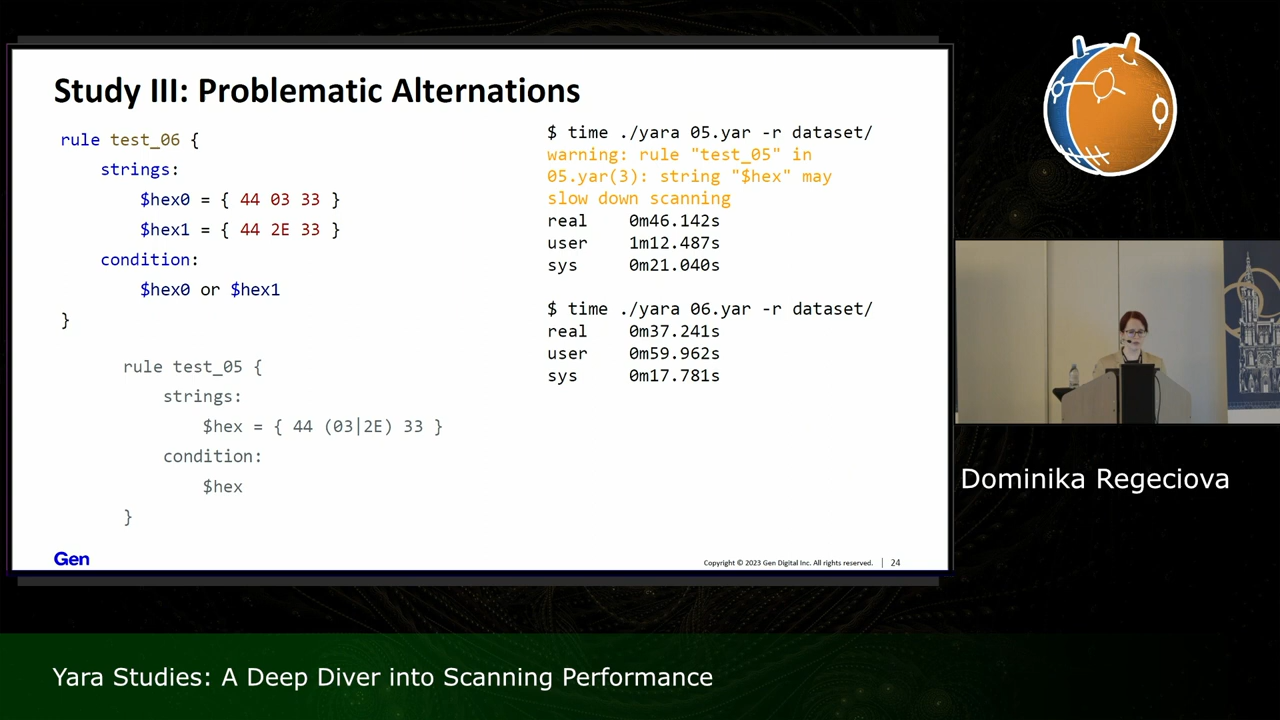 Study III: Problematic Alternations
rule test_06 {
strings:
$hex0 = { 44 03 33 }
$hex1 = { 44 2E 33 }
condition:
$hex0 or $hex1
}
rule test_05 {
strings:
$hex = { 44 (03|2E) 33 }
condition:
$hex
}
$ time ./yara 05.yar -r dataset/
warning: rule "test_05" in
05.yar(3): string "$hex" may
slow down scanning
real 0m46.142s
user 1m12.487s
sys 0m21.040s
$ time ./yara 06.yar -r dataset/
real 0m37.241s
user 0m59.962s
sys 0m17.781s
Gen
Copyright © 2023 Gen Digital Inc. All rights reserved. | 24
Dominika Regeciova
Yara Studies: A Deep Diver into Scanning Performance